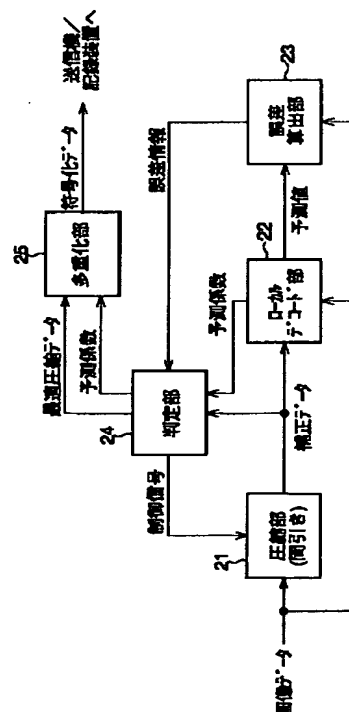 画像データ
圧縮部
(間引き)
21
制御信号
補正データ
判定部
24
最適圧縮データ
予測係数
多重化部
25
符号化データ
送信機/
記録装置へ
予測係数
ローカル
デコード部
22
予測値
誤差情報
誤差
算出部
23